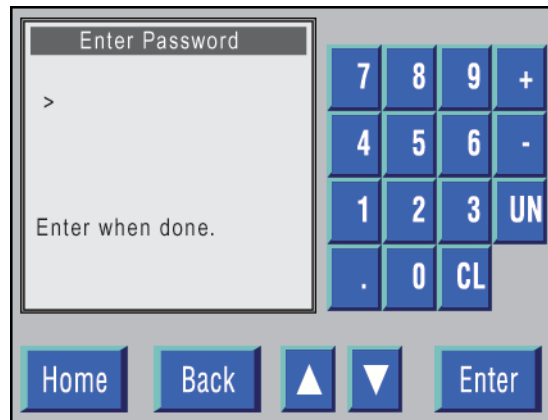 Enter Password
>
Enter when done.
7 8 9 +
4 5 6 -
1 2 3 UN
. 0 CL
Home Back ▲ ▼ Enter